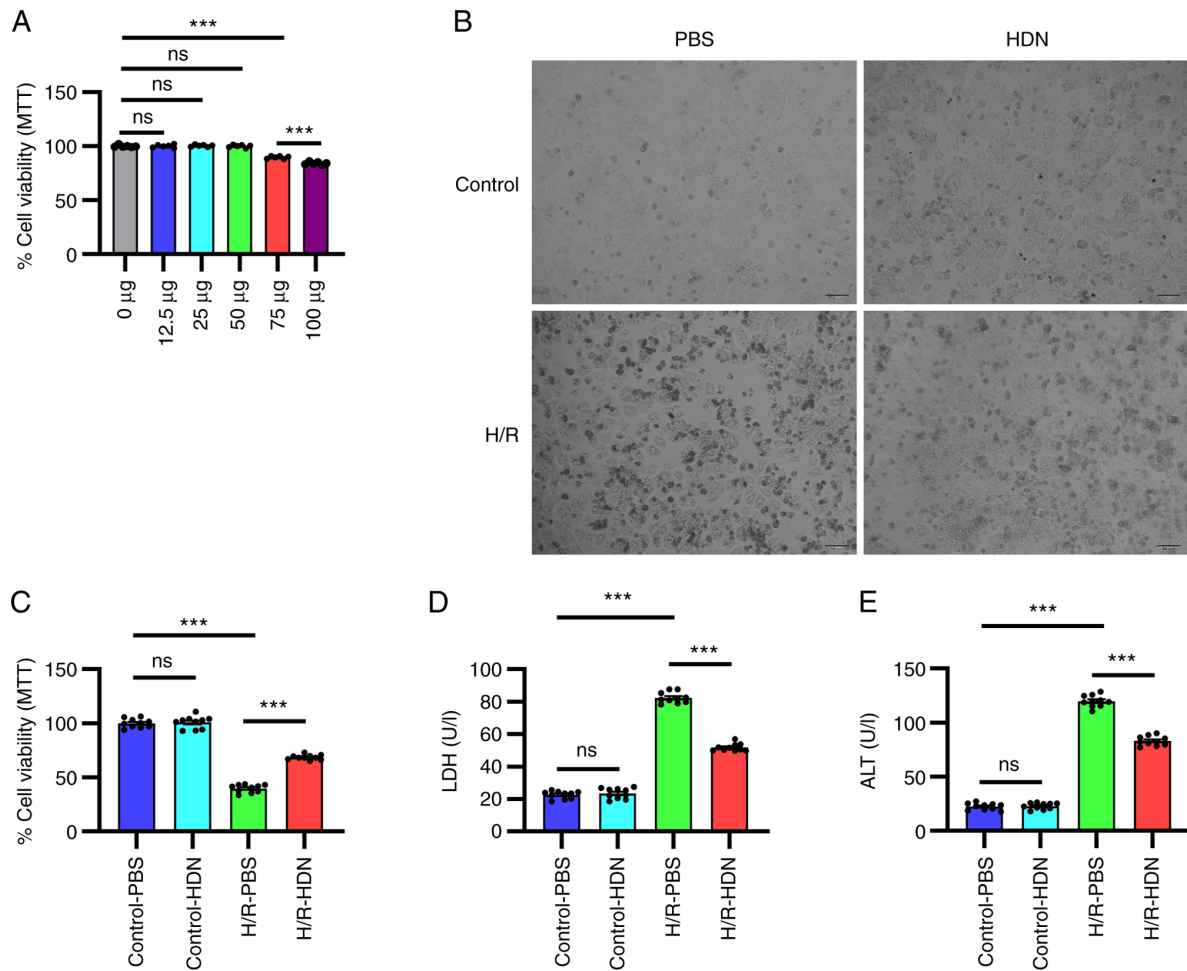 A
***
ns
ns
ns
***
% Cell viability (MTT)
150
100
50
0
0 µg
12.5 µg
25 µg
50 µg
75 µg
100 µg
B
PBS
HDN
Control
H/R
C
***
ns
***
% Cell viability (MTT)
150
100
50
0
Control-PBS
Control-HDN
H/R-PBS
H/R-HDN
D
***
***
ns
LDH (U/l)
100
80
60
40
20
0
Control-PBS
Control-HDN
H/R-PBS
H/R-HDN
E
***
***
ns
ALT (U/l)
150
100
50
0
Control-PBS
Control-HDN
H/R-PBS
H/R-HDN